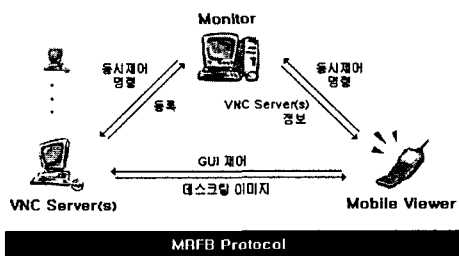 Monitor
동시제어
명령
등록
VNC Server(s)
정보
동시제어
명령
GUI 제어
데스크탑 이미지
VNC Server(s)
Mobile Viewer
MRFB Protocol